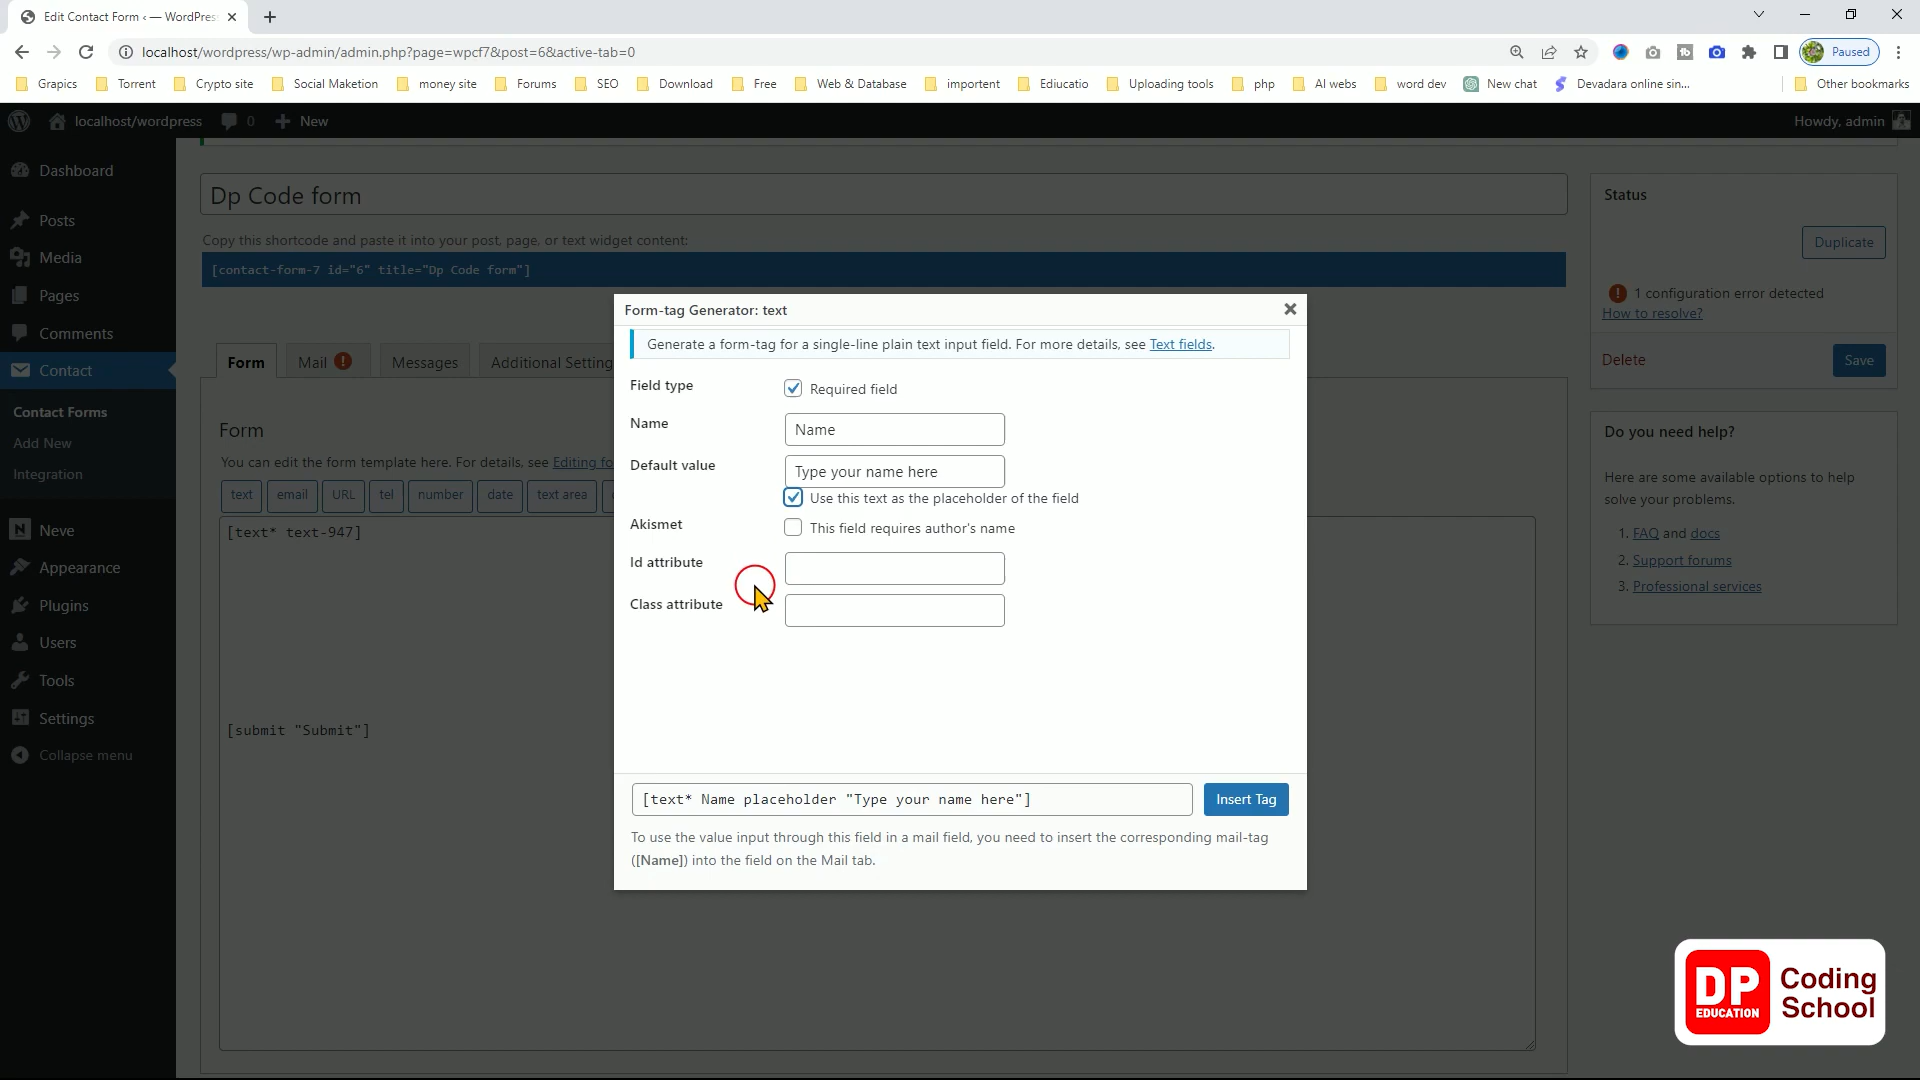 Edit Contact Form ‹ — WordPres
localhost/wordpress/wp-admin/admin.php?page=wpcf7&post=6&active-tab=0
Paused
Grapics
Torrent
Crypto site
Social Maketion
money site
Forums
SEO
Download
Free
Web & Database
importent
Educatio
Uploading tools
php
AI webs
word dev
New chat
Devadara online sin...
Other bookmarks
localhost/wordpress
0
New
Howdy, admin
Dashboard
Posts
Media
Pages
Comments
Contact
Contact Forms
Add New
Integration
Neve
Appearance
Plugins
Users
Tools
Settings
Collapse menu
Dp Code form
Copy this shortcode and paste it into your post, page, or text widget content:
[contact-form-7 id="6" title="Dp Code form"]
Form
Mail
Messages
Additional Setting
Form
You can edit the form template here. For details, see Editing fo
text
email
URL
tel
number
date
text area
[text* text-947]
[submit "Submit"]
Form-tag Generator: text
Generate a form-tag for a single-line plain text input field. For more details, see Text fields.
Field type
Required field
Name
Name
Default value
Type your name here
Use this text as the placeholder of the field
Akismet
This field requires author's name
Id attribute
Class attribute
[text* Name placeholder "Type your name here"]
Insert Tag
To use the value input through this field in a mail field, you need to insert the corresponding mail-tag
([Name]) into the field on the Mail tab.
Status
Duplicate
1 configuration error detected
How to resolve?
Delete
Save
Do you need help?
Here are some available options to help
solve your problems.
1. FAQ and docs
2. Support forums
3. Professional services
DP
EDUCATION
Coding
School